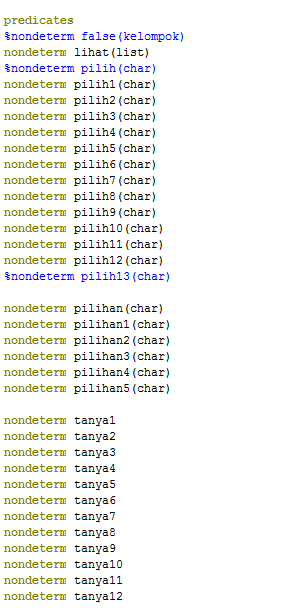 predicates
%nondeterm false(kelompok)
nondeterm lihat(list)
%nondeterm pilih(char)
nondeterm pilih1(char)
nondeterm pilih2(char)
nondeterm pilih3(char)
nondeterm pilih4(char)
nondeterm pilih5(char)
nondeterm pilih6(char)
nondeterm pilih7(char)
nondeterm pilih8(char)
nondeterm pilih9(char)
nondeterm pilih10(char)
nondeterm pilih11(char)
nondeterm pilih12(char)
%nondeterm pilih13(char)
nondeterm pilihan(char)
nondeterm pilihan1(char)
nondeterm pilihan2(char)
nondeterm pilihan3(char)
nondeterm pilihan4(char)
nondeterm pilihan5(char)
nondeterm tanya1
nondeterm tanya2
nondeterm tanya3
nondeterm tanya4
nondeterm tanya5
nondeterm tanya6
nondeterm tanya7
nondeterm tanya8
nondeterm tanya9
nondeterm tanya10
nondeterm tanya11
nondeterm tanya12